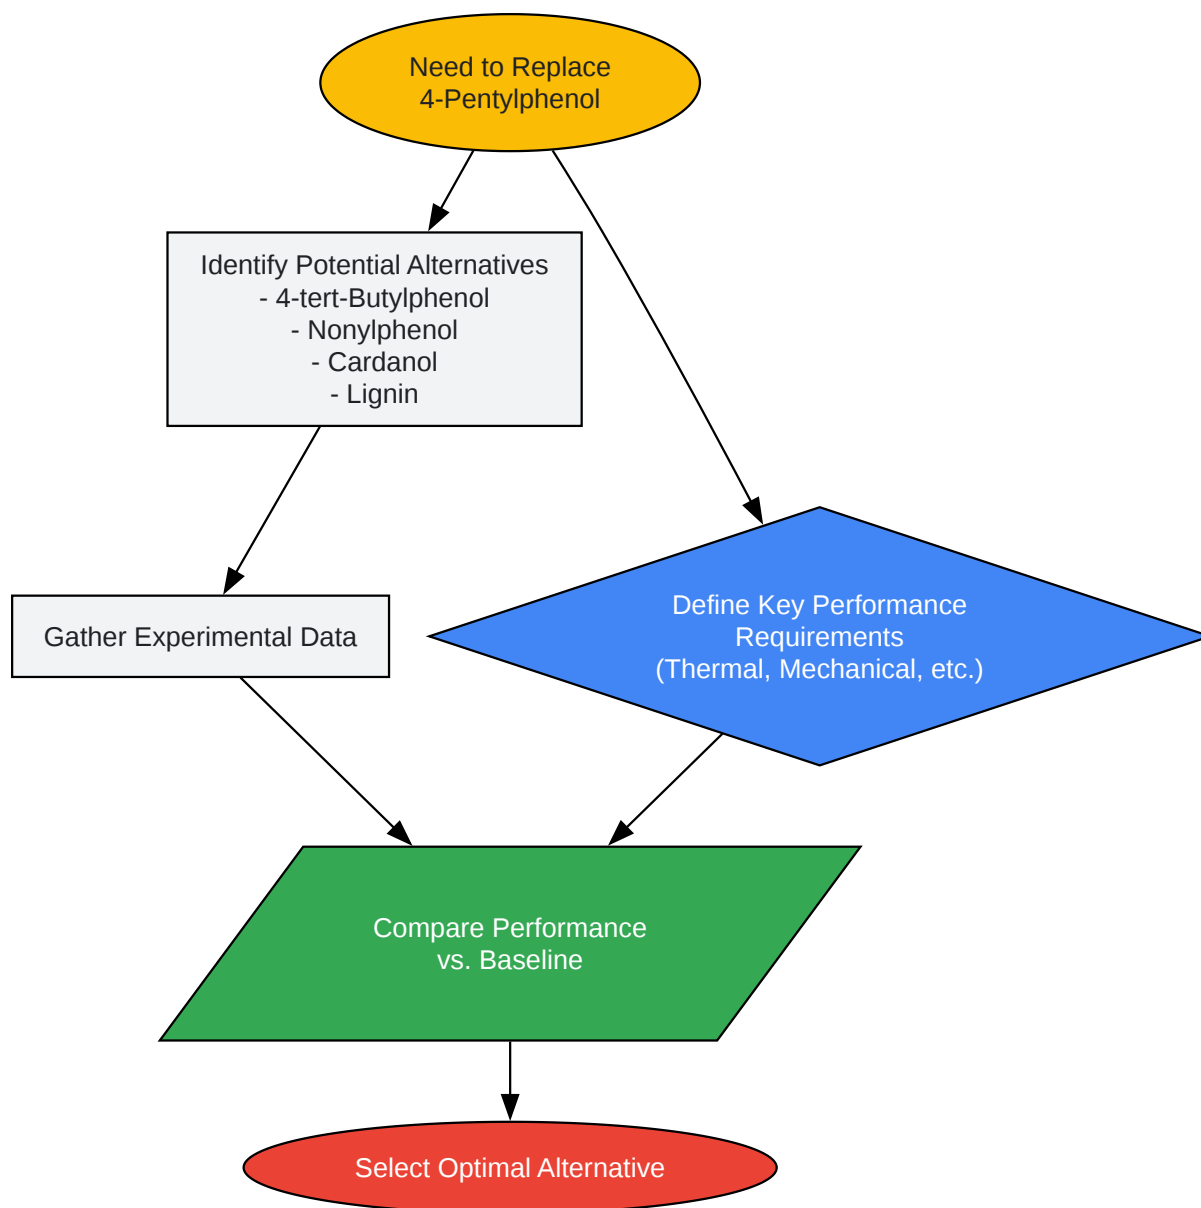 Need to Replace
4-Pentylphenol
Identify Potential Alternatives
- 4-tert-Butylphenol
- Nonylphenol
- Cardanol
- Lignin
Gather Experimental Data
Define Key Performance
Requirements
(Thermal, Mechanical, etc.)
Compare Performance
vs. Baseline
Select Optimal Alternative